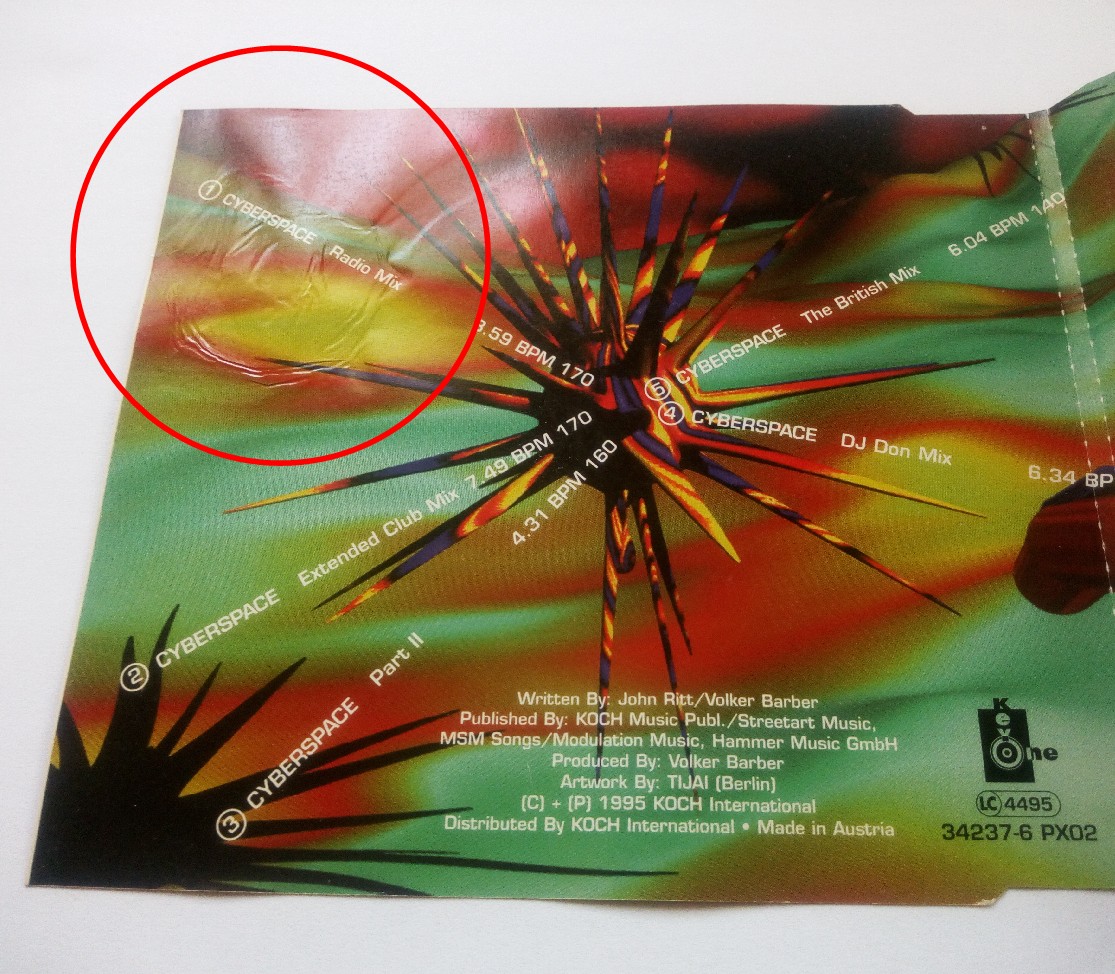 ① CYBERSPACE Radio Mix 3.59 BPM 170
② CYBERSPACE Extended Club Mix 7.49 BPM 170
③ CYBERSPACE Part II 4.31 BPM 160
④ CYBERSPACE DJ Don Mix 6.34 BP
⑤ CYBERSPACE The British Mix 6.04 BPM 140
Written By: John Ritt/Volker Barber
Published By: KOCH Music Publ./Streetart Music,
MSM Songs/Modulation Music, Hammer Music GmbH
Produced By: Volker Barber
Artwork By: TIJAI (Berlin)
(C) + (P) 1995 KOCH International
Distributed By KOCH International • Made in Austria
Key One
LC 4495
34237-6 PX02